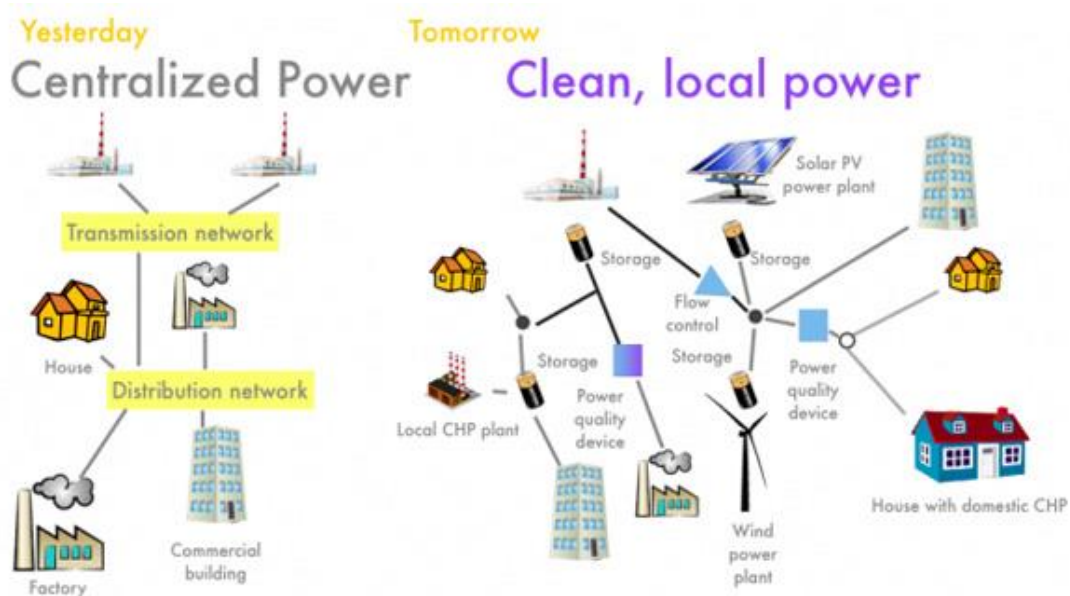 Yesterday
Centralized Power
Transmission network
House
Distribution network
Commercial
building
Factory
Tomorrow
Clean, local power
Solar PV
power plant
Storage
Storage
Flow
control
Storage
Storage
Power
quality
device
Power
quality
device
Local CHP plant
House with domestic CHP
Wind
power
plant